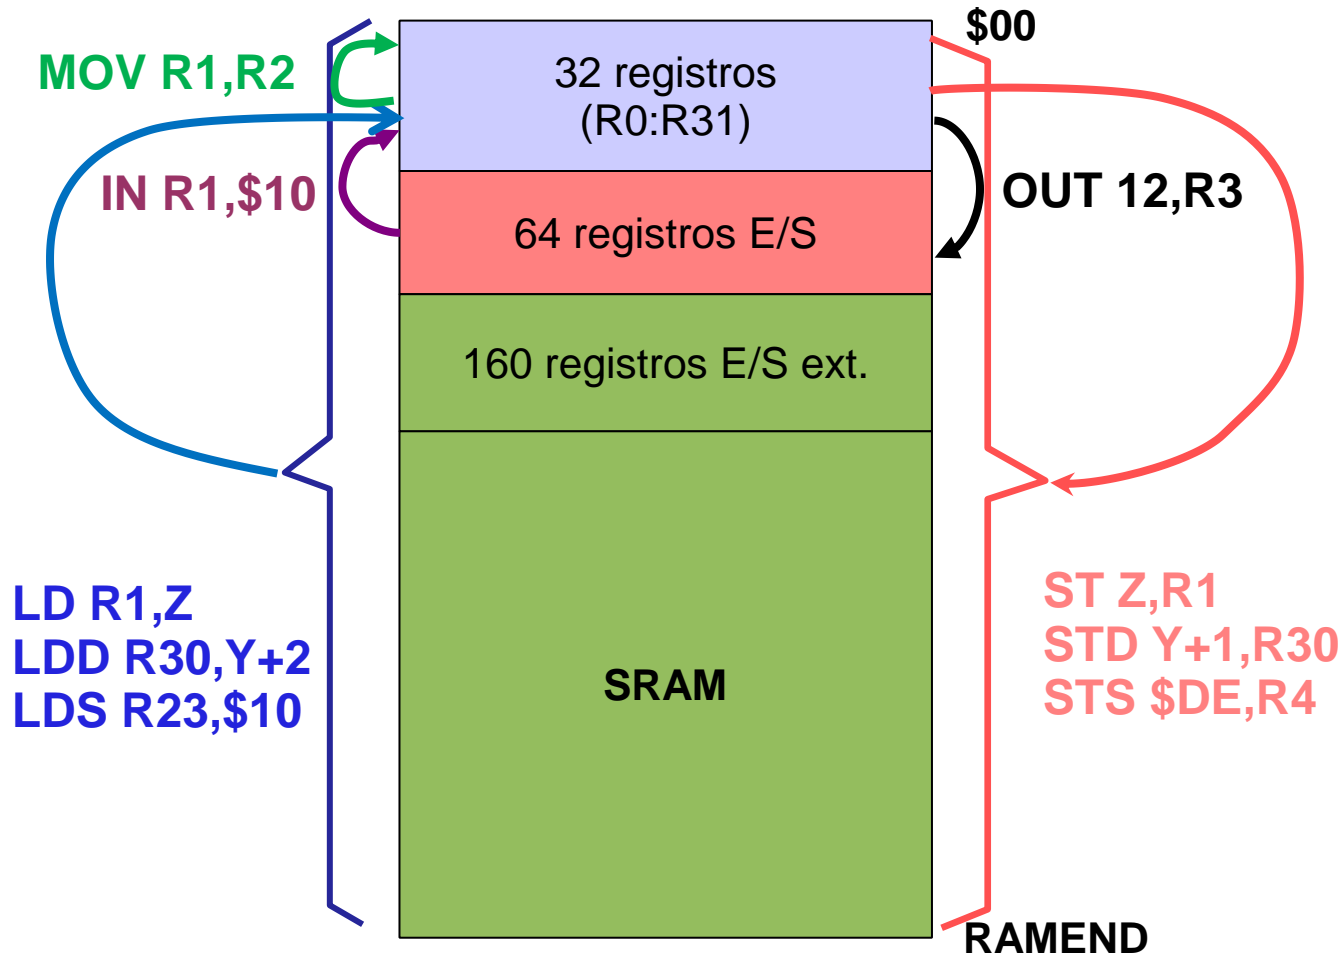 $00
MOV R1,R2
32 registros
(R0:R31)
IN R1,$10
OUT 12,R3
64 registros E/S
160 registros E/S ext.
LD R1,Z
LDD R30,Y+2
LDS R23,$10
SRAM
ST Z,R1
STD Y+1,R30
STS $DE,R4
RAMEND